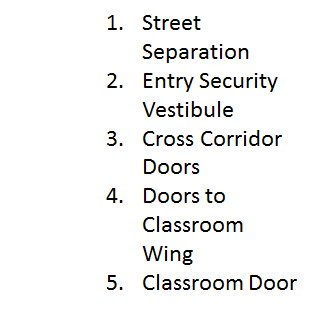 1. Street
Separation
2. Entry Security
Vestibule
3. Cross Corridor
Doors
4. Doors to
Classroom
Wing
5. Classroom Door